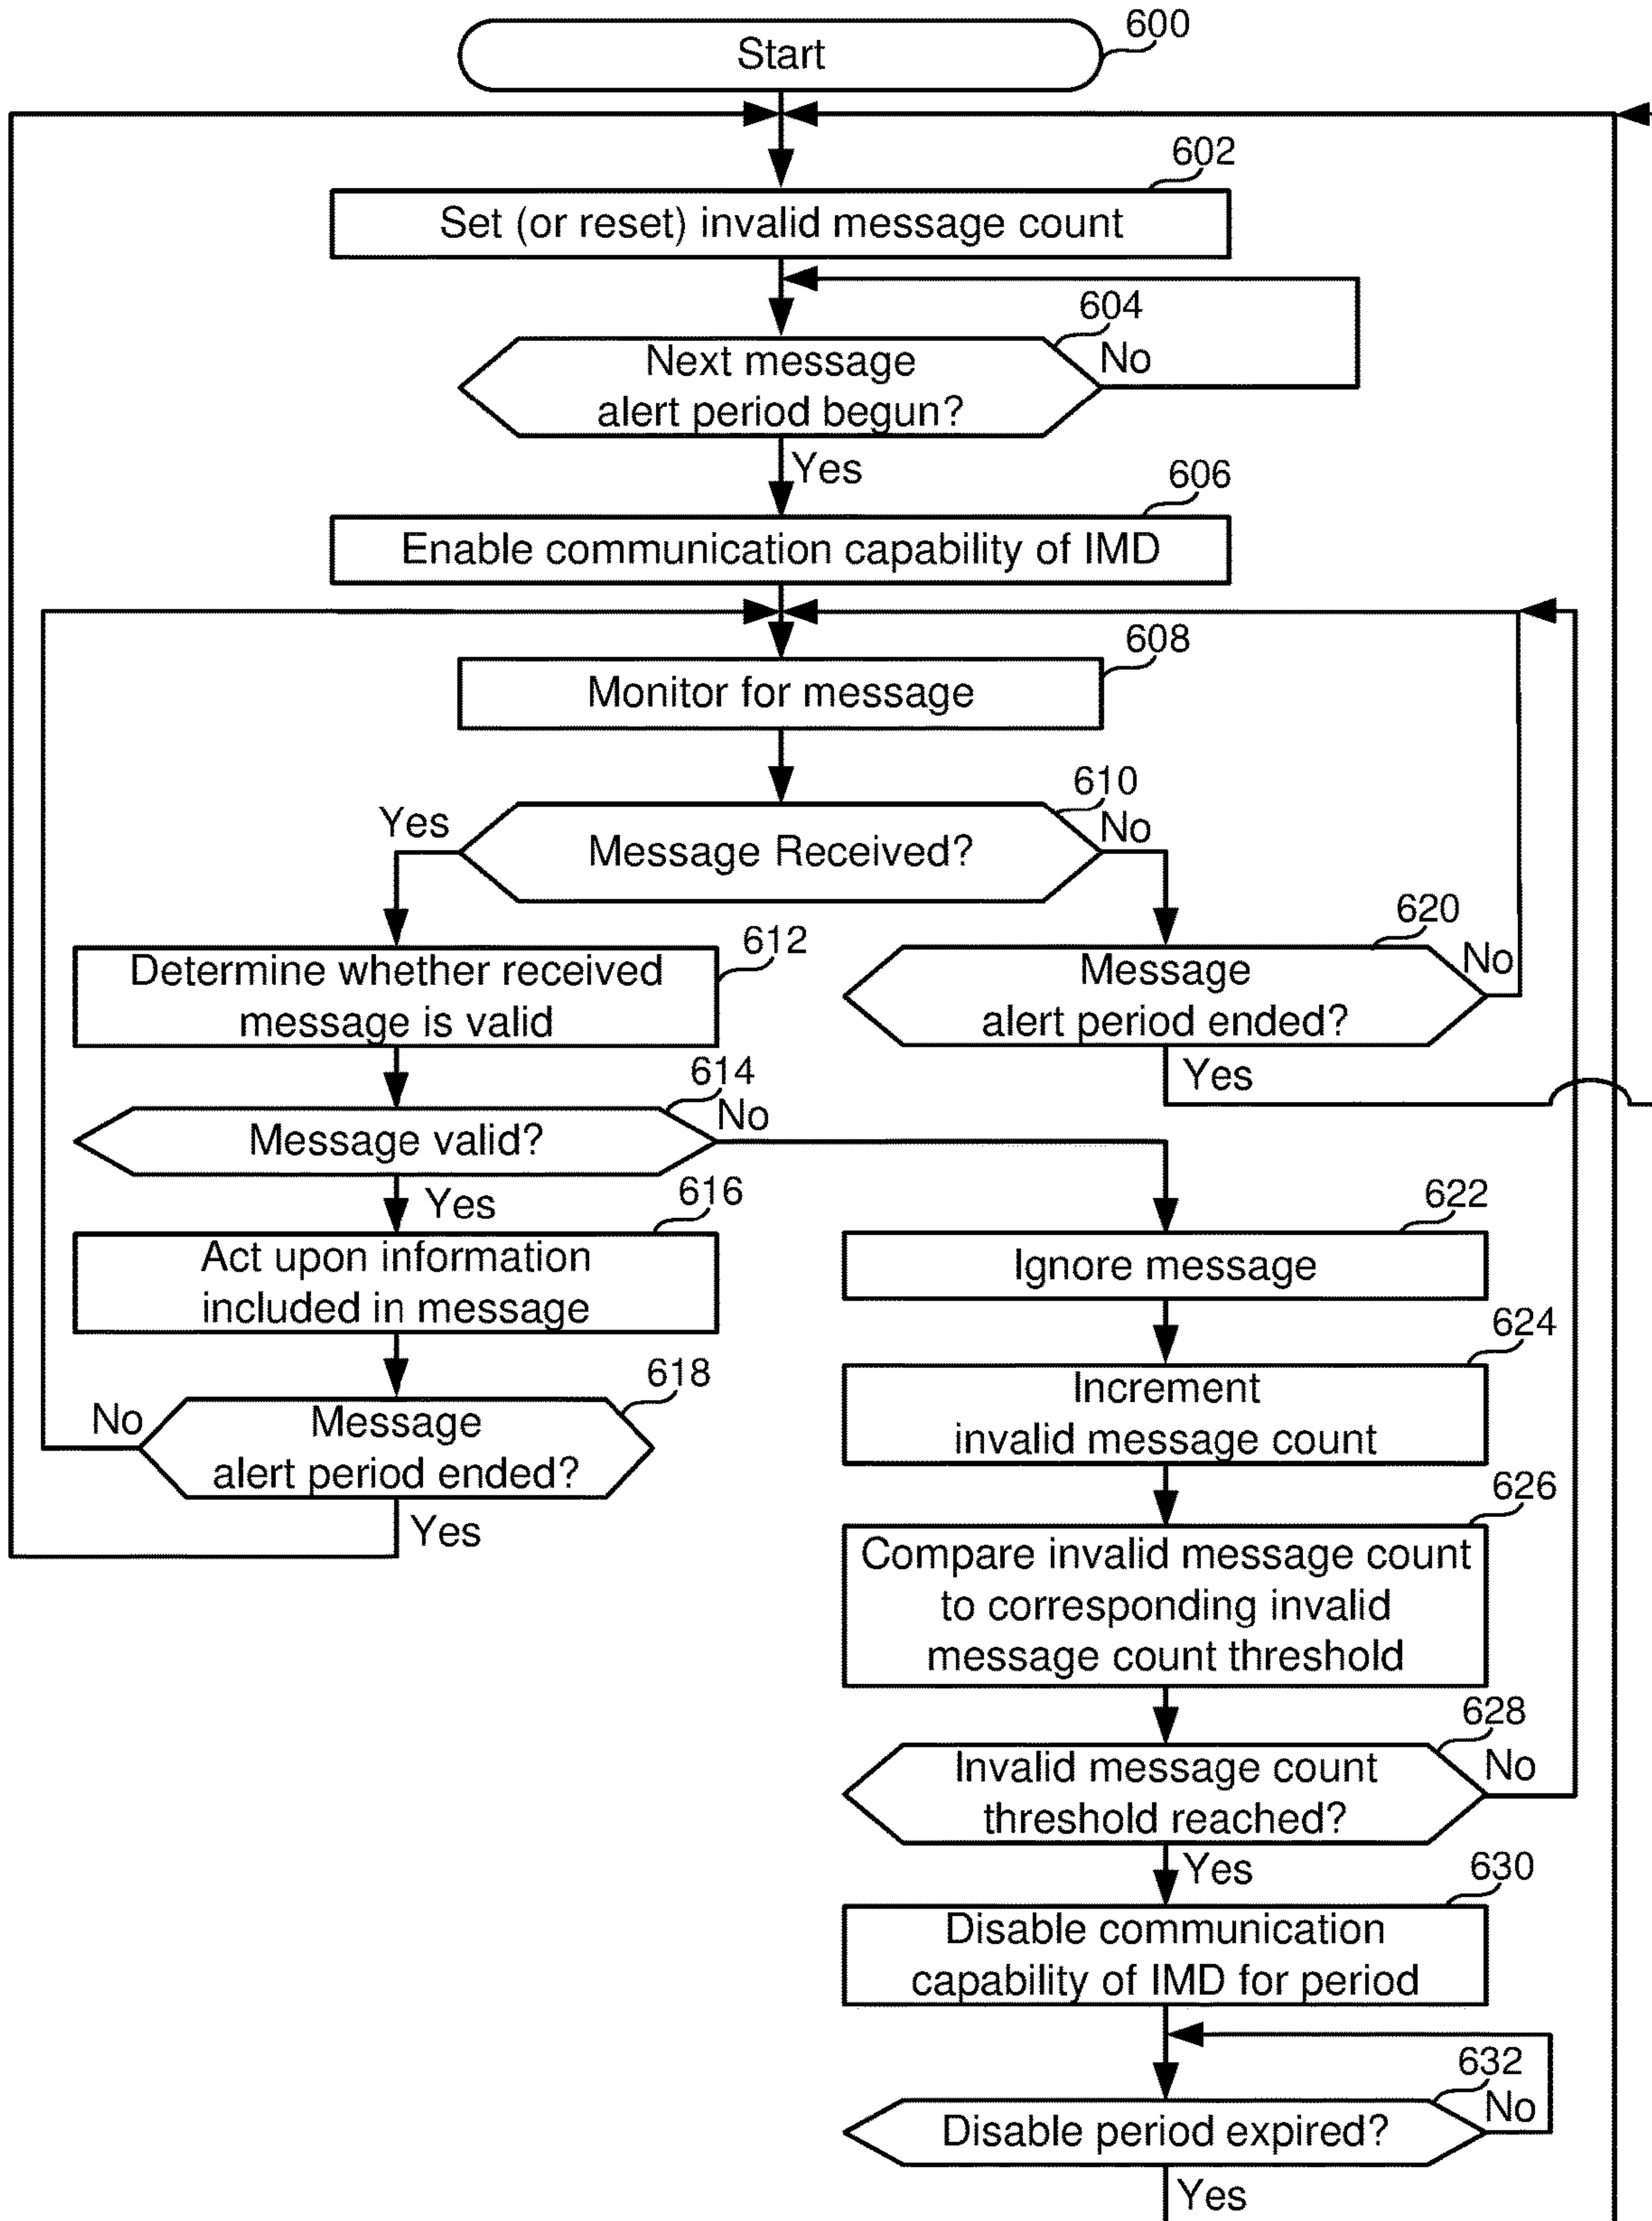 600
Start
602
Set (or reset) invalid message count
604
Next message
alert period begun?
No
Yes
606
Enable communication capability of IMD
608
Monitor for message
610
Yes
Message Received?
No
612
Determine whether received
message is valid
620
Message
alert period ended?
No
Yes
614
Message valid?
No
Yes
616
Act upon information
included in message
622
Ignore message
618
No
Message
alert period ended?
Yes
624
Increment
invalid message count
626
Compare invalid message count
to corresponding invalid
message count threshold
628
Invalid message count
threshold reached?
No
Yes
630
Disable communication
capability of IMD for period
632
Disable period expired?
No
Yes